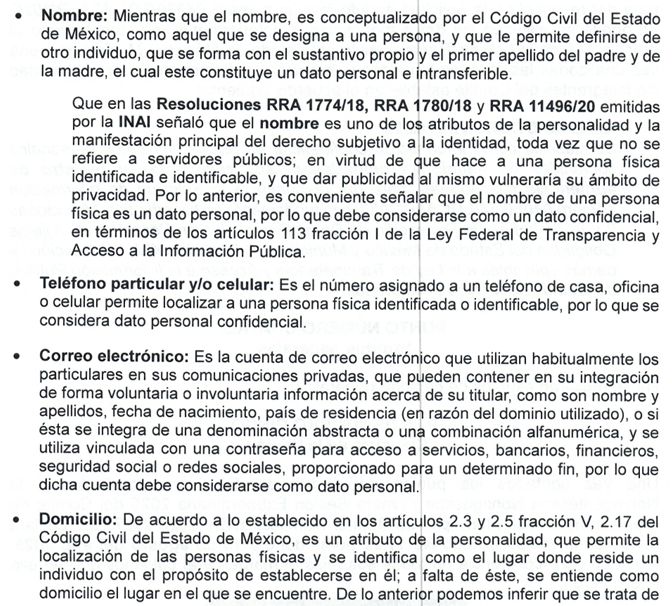 • Nombre: Mientras que el nombre, es conceptualizado por el Código Civil del Estado
de México, como aquel que se designa a una persona, y que le permite definirse de
otro individuo, que se forma con el sustantivo propio y el primer apellido del padre y de
la madre, el cual este constituye un dato personal e intransferible.
Que en las Resoluciones RRA 1774/18, RRA 1780/18 y RRA 11496/20 emitidas
por la INAI señaló que el nombre es uno de los atributos de la personalidad y la
manifestación principal del derecho subjetivo a la identidad, toda vez que no se
refiere a servidores públicos; en virtud de que hace a una persona física
identificada e identificable, y que dar publicidad al mismo vulneraría su ámbito de
privacidad. Por lo anterior, es conveniente señalar que el nombre de una persona
física es un dato personal, por lo que debe considerarse como un dato confidencial,
en términos de los artículos 113 fracción I de la Ley Federal de Transparencia y
Acceso a la Información Pública.
• Teléfono particular y/o celular: Es el número asignado a un teléfono de casa, oficina
o celular permite localizar a una persona física identificada o identificable, por lo que se
considera dato personal confidencial.
• Correo electrónico: Es la cuenta de correo electrónico que utilizan habitualmente los
particulares en sus comunicaciones privadas, que pueden contener en su integración
de forma voluntaria o involuntaria información acerca de su titular, como son nombre y
apellidos, fecha de nacimiento, país de residencia (en razón del dominio utilizado), o si
ésta se integra de una denominación abstracta o una combinación alfanumérica, y se
utiliza vinculada con una contraseña para acceso a servicios, bancarios, financieros,
seguridad social o redes sociales, proporcionado para un determinado fin, por lo que
dicha cuenta debe considerarse como dato personal.
• Domicilio: De acuerdo a lo establecido en los artículos 2.3 y 2.5 fracción V, 2.17 del
Código Civil del Estado de México, es un atributo de la personalidad, que permite la
localización de las personas físicas y se identifica como el lugar donde reside un
individuo con el propósito de establecerse en él; a falta de éste, se entiende como
domicilio el lugar en el que se encuentre. De lo anterior podemos inferir que se trata de